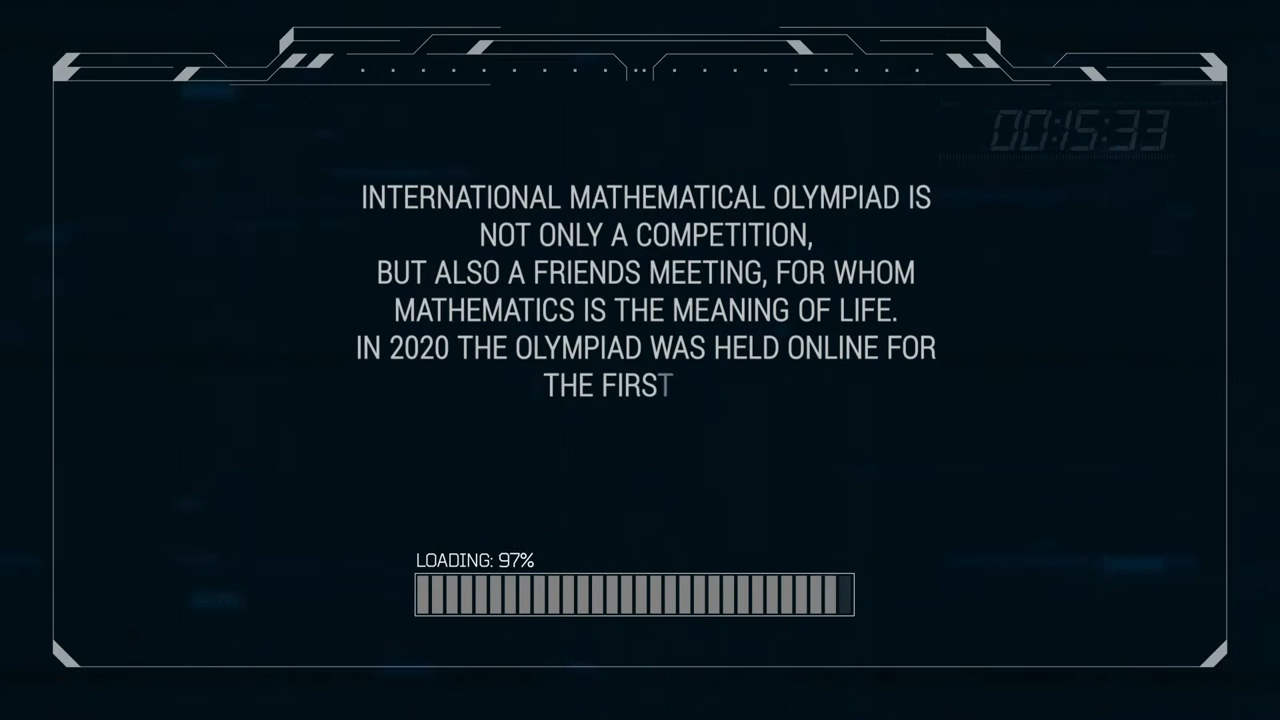 00:15:33
INTERNATIONAL MATHEMATICAL OLYMPIAD IS
NOT ONLY A COMPETITION,
BUT ALSO A FRIENDS MEETING, FOR WHOM
MATHEMATICS IS THE MEANING OF LIFE.
IN 2020 THE OLYMPIAD WAS HELD ONLINE FOR
THE FIRST
LOADING: 97%